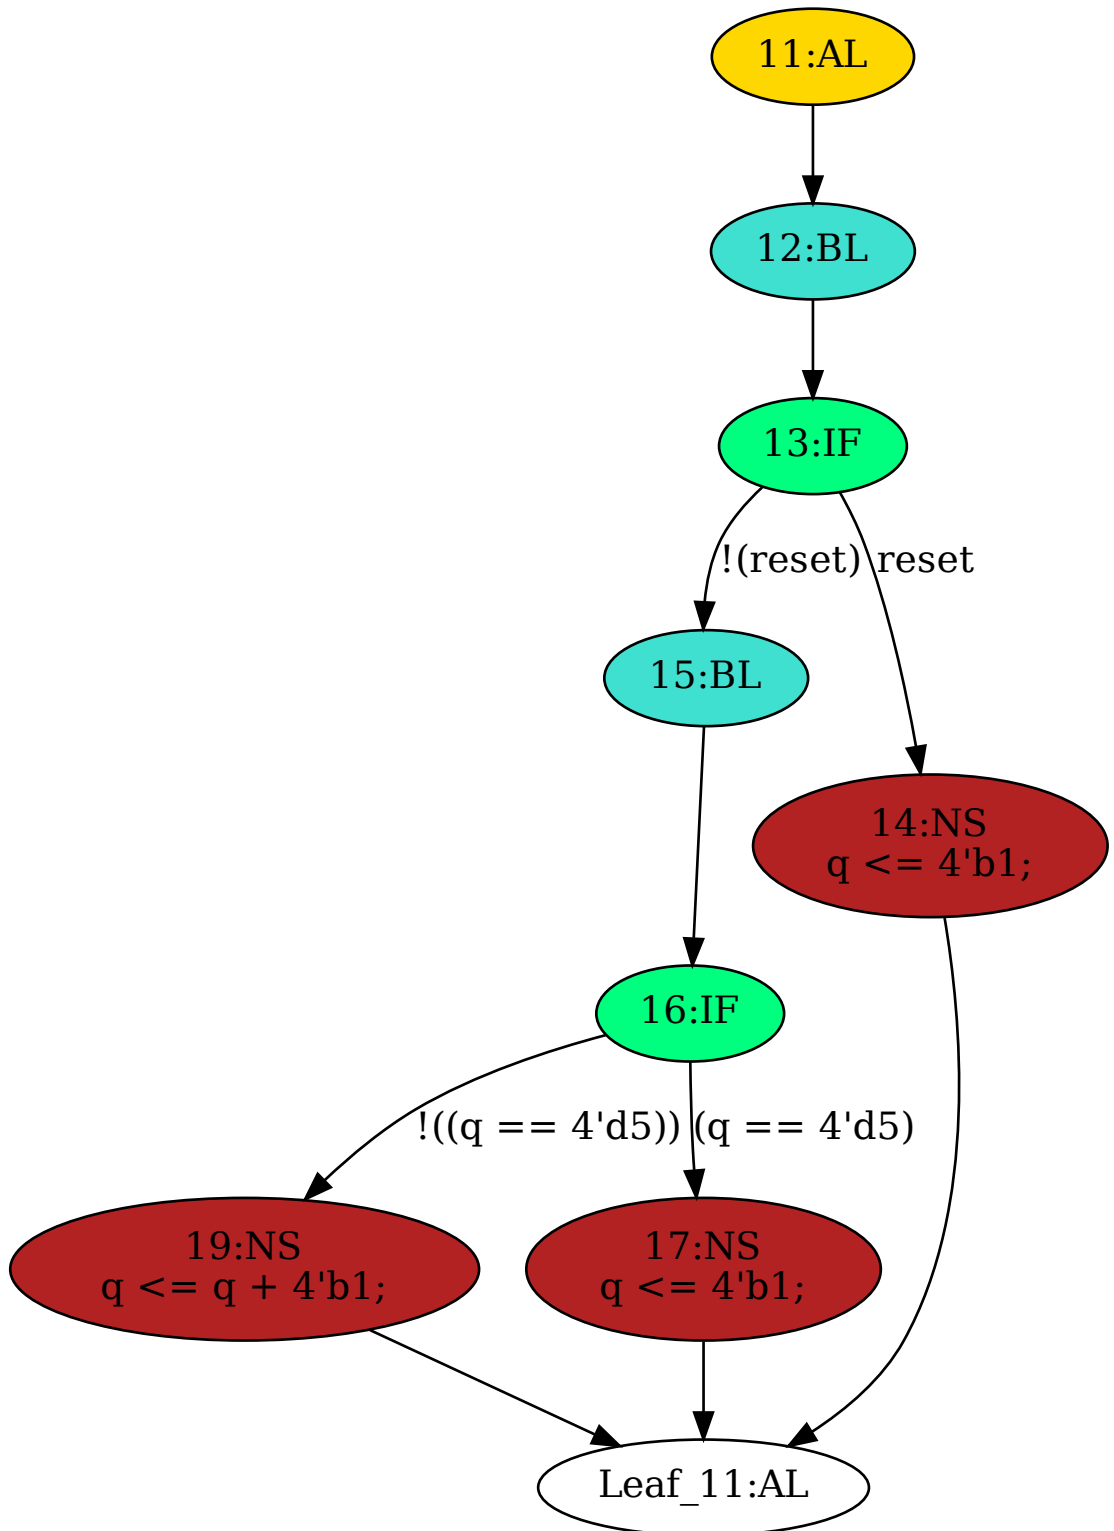 11:AL
12:BL
13:IF
!(reset)
reset
15:BL
14:NS
q <= 4'b1;
16:IF
!((q == 4'd5))
(q == 4'd5)
19:NS
q <= q + 4'b1;
17:NS
q <= 4'b1;
Leaf_11:AL